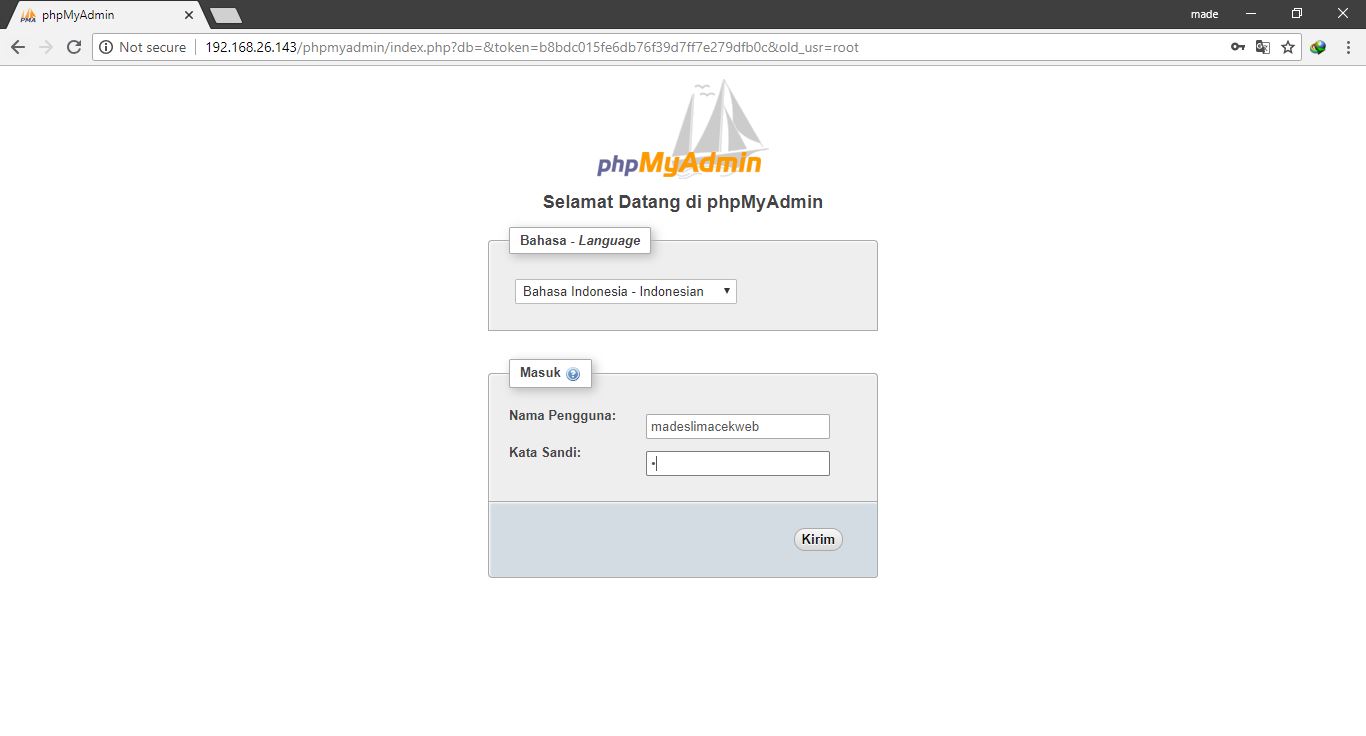 phpMyAdmin
made
Not secure
192.168.26.143/phpmyadmin/index.php?db=&token=b8bdc015fe6db76f39d7ff7e279dfb0c&old_usr=root
phpMyAdmin
Selamat Datang di phpMyAdmin
Bahasa - Language
Bahasa Indonesia - Indonesian
Masuk
Nama Pengguna:
madeslimacekweb
Kata Sandi:
Kirim